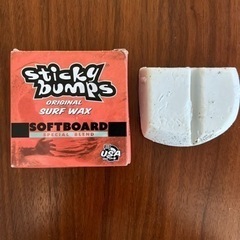 sticky
bumps
ORIGINAL
SURF WAX
SOFTBOARD
SPECIAL BLEND
USA